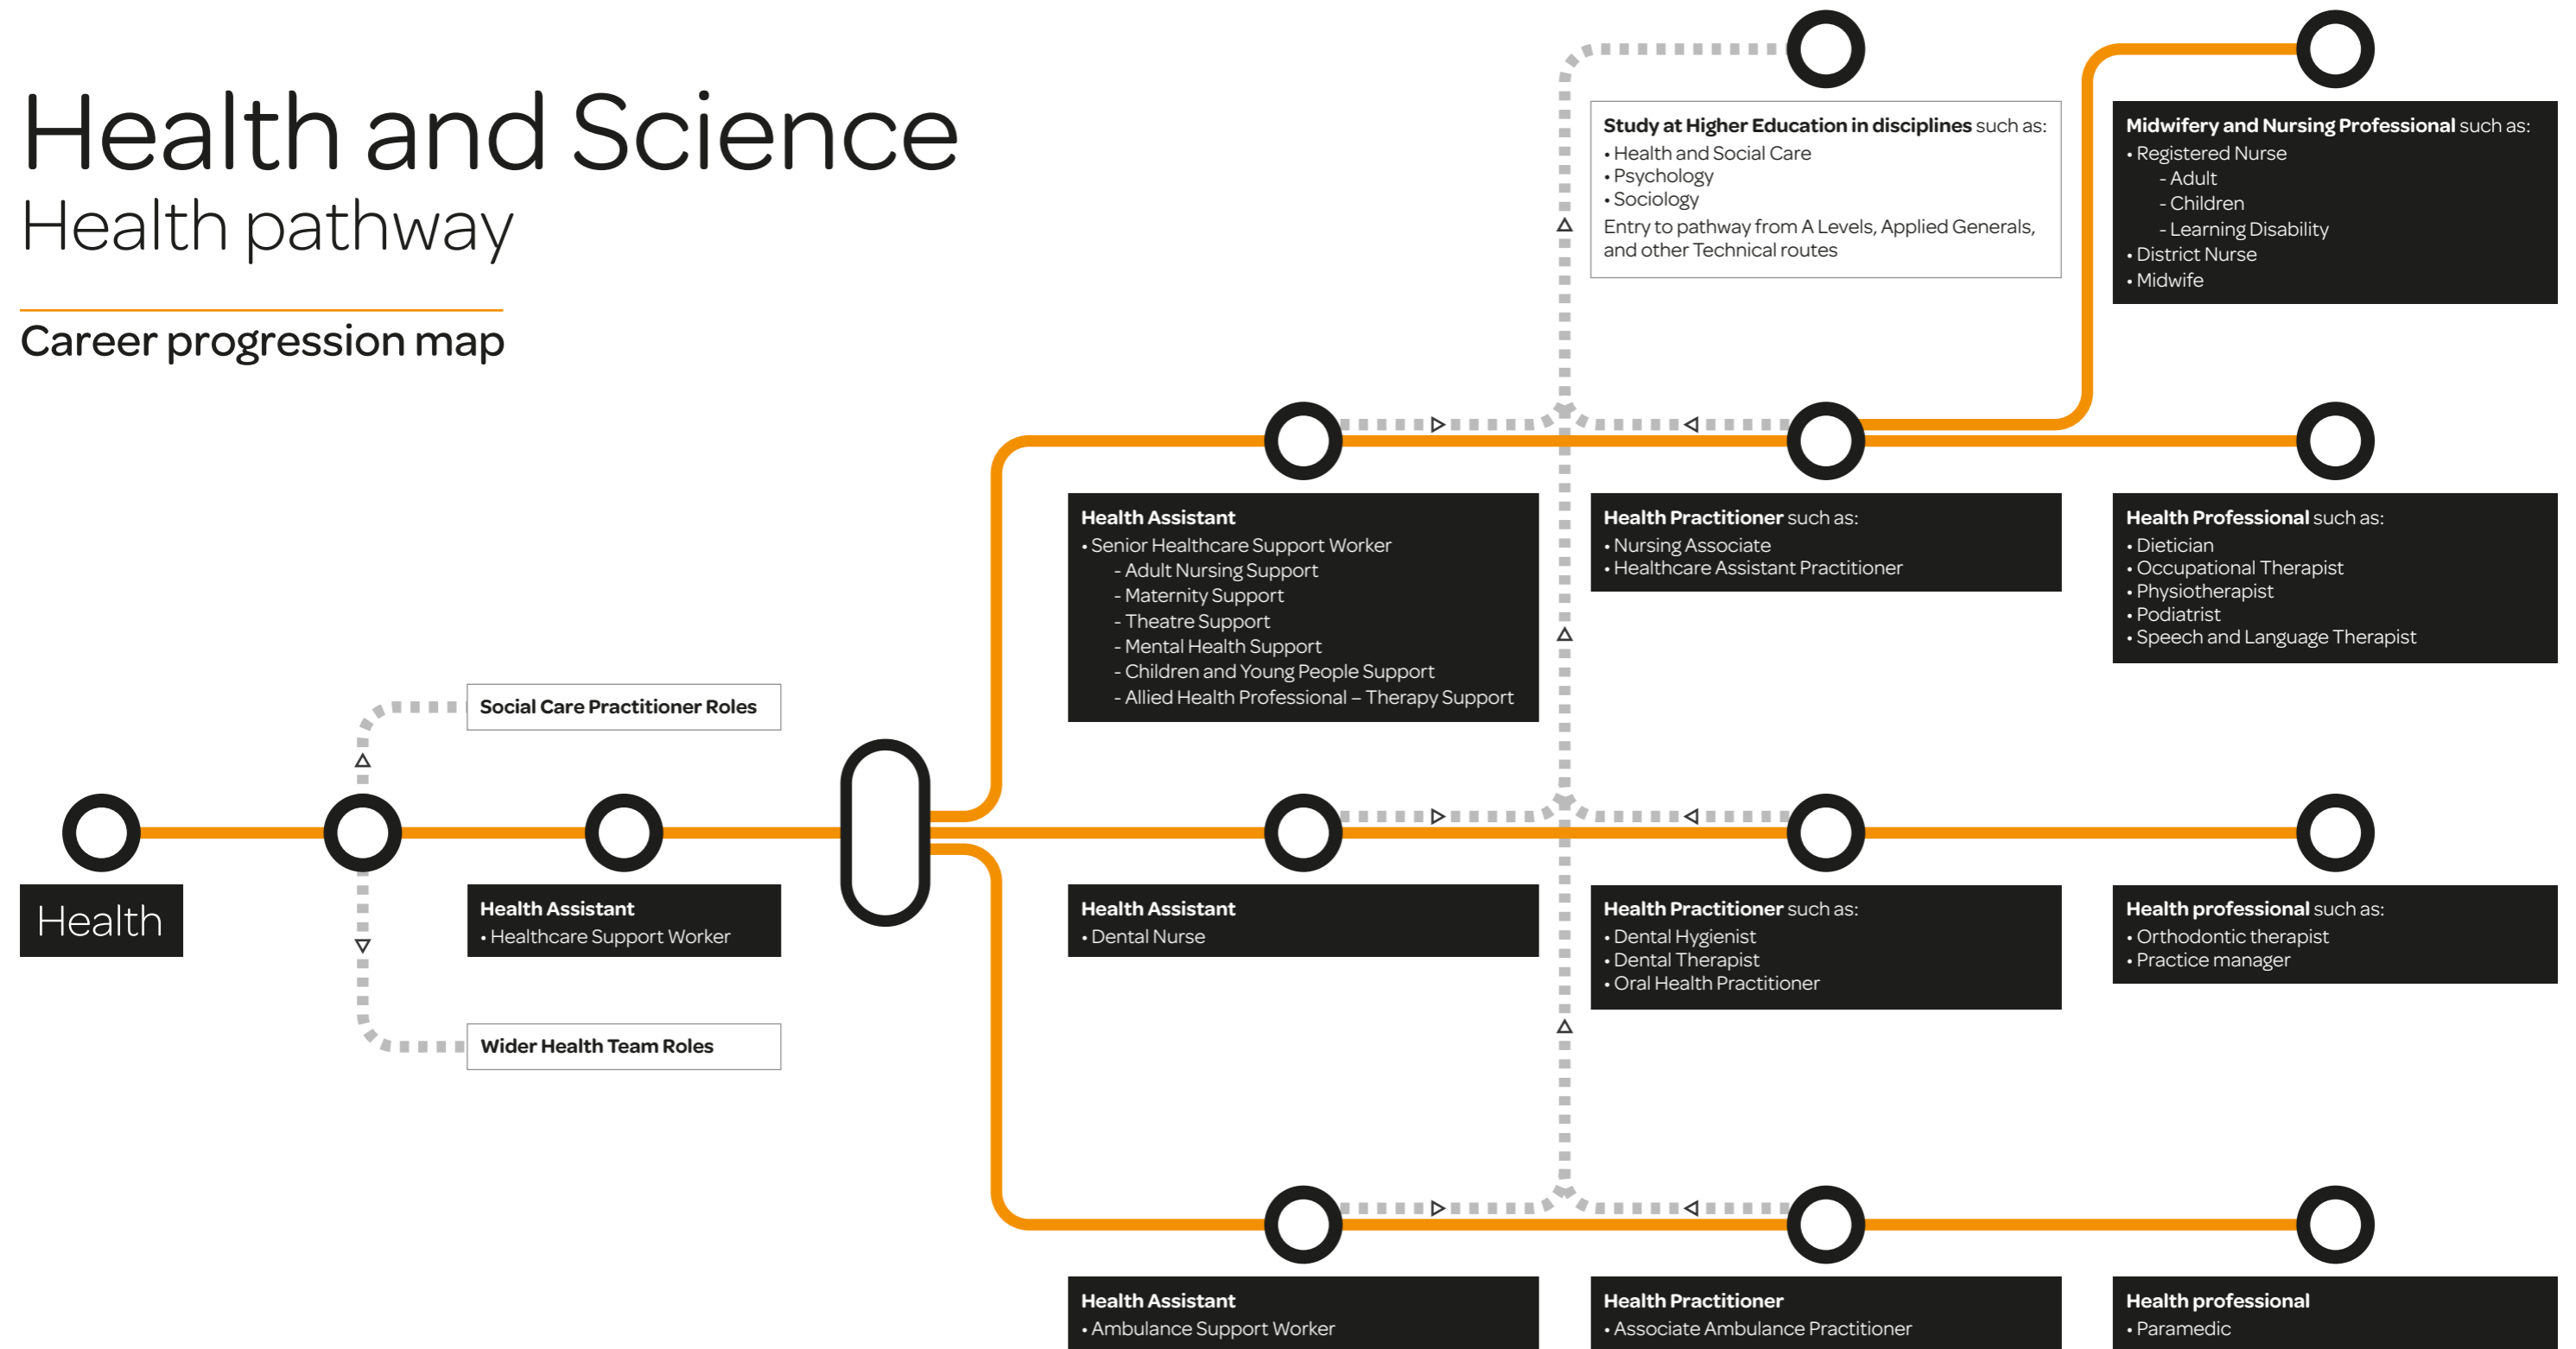 Health and Science
Health pathway
Career progression map
Study at Higher Education in disciplines such as:
• Health and Social Care
• Psychology
• Sociology
Entry to pathway from A Levels, Applied Generals,
and other Technical routes
Midwifery and Nursing Professional such as:
• Registered Nurse
- Adult
- Children
- Learning Disability
• District Nurse
• Midwife
Health Assistant
• Senior Healthcare Support Worker
- Adult Nursing Support
- Maternity Support
- Theatre Support
- Mental Health Support
- Children and Young People Support
- Allied Health Professional – Therapy Support
Health Practitioner such as:
• Nursing Associate
• Healthcare Assistant Practitioner
Health Professional such as:
• Dietician
• Occupational Therapist
• Physiotherapist
• Podiatrist
• Speech and Language Therapist
Social Care Practitioner Roles
Health
Health Assistant
• Healthcare Support Worker
Wider Health Team Roles
Health Assistant
• Dental Nurse
Health Practitioner such as:
• Dental Hygienist
• Dental Therapist
• Oral Health Practitioner
Health professional such as:
• Orthodontic therapist
• Practice manager
Health Assistant
• Ambulance Support Worker
Health Practitioner
• Associate Ambulance Practitioner
Health professional
• Paramedic